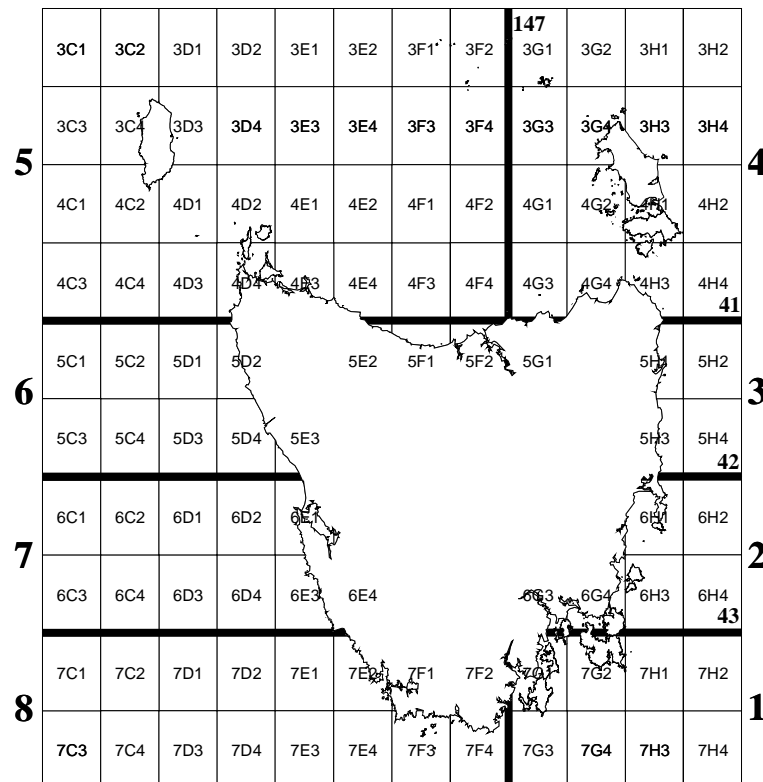 147
3C1 3C2 3D1 3D2 3E1 3E2 3F1 3F2 3G1 3G2 3H1 3H2
3C3 3C4 3D3 3D4 3E3 3E4 3F3 3F4 3G3 3G4 3H3 3H4
5 4
4C1 4C2 4D1 4D2 4E1 4E2 4F1 4F2 4G1 4G2 4H1 4H2
4C3 4C4 4D3 4D4 4E3 4E4 4F3 4F4 4G3 4G4 4H3 4H4
41
5C1 5C2 5D1 5D2 5E2 5F1 5F2 5G1 5H1 5H2
6 3
5C3 5C4 5D3 5D4 5E3 5H3 5H4
42
6C1 6C2 6D1 6D2 6E1 6H1 6H2
7 2
6C3 6C4 6D3 6D4 6E3 6E4 6G3 6G4 6H3 6H4
43
7C1 7C2 7D1 7D2 7E1 7E2 7F1 7F2 7G1 7G2 7H1 7H2
8 1
7C3 7C4 7D3 7D4 7E3 7E4 7F3 7F4 7G3 7G4 7H3 7H4